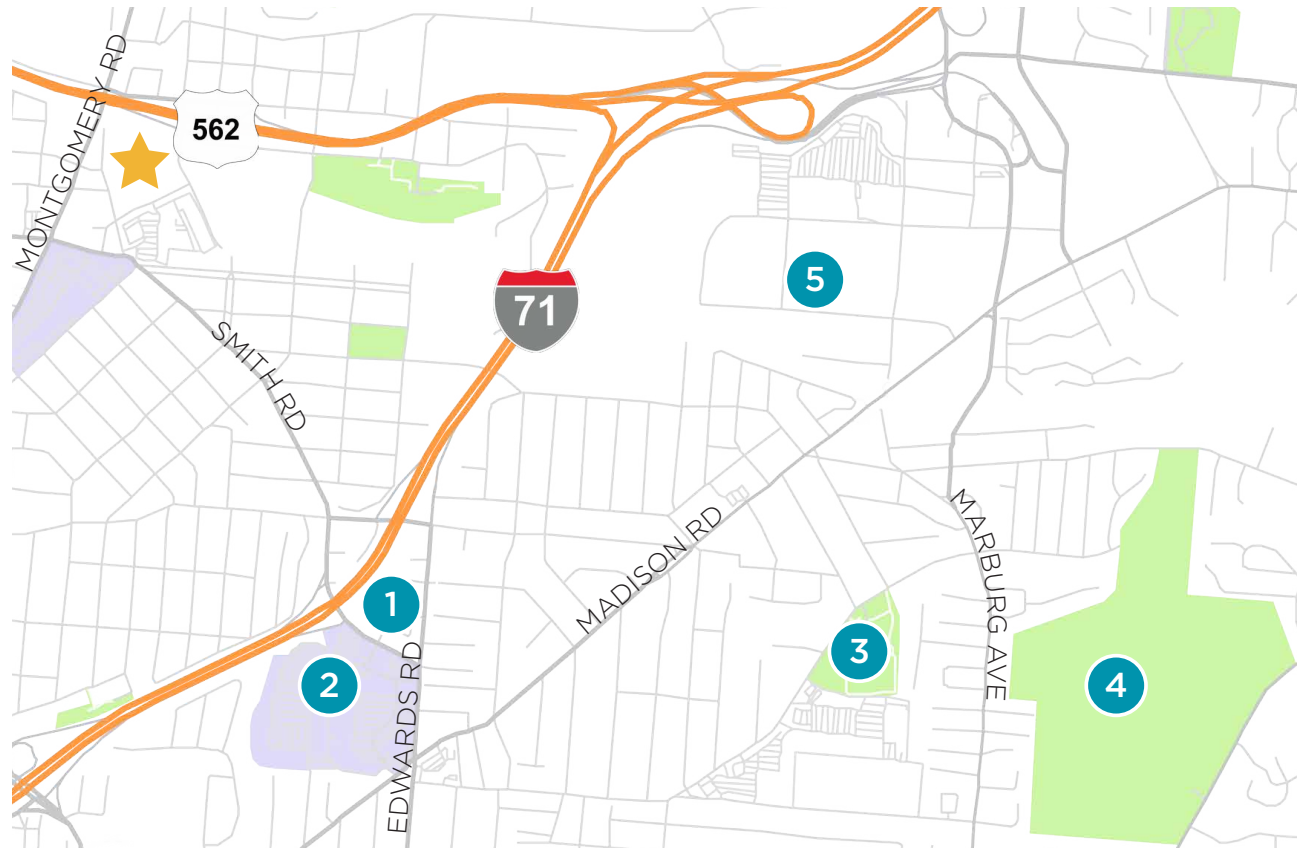 MONTGOMERY RD
562
5
71
SMITH RD
MADISON RD
MARBURG AVE
1
3
2
4
EDWARDS RD